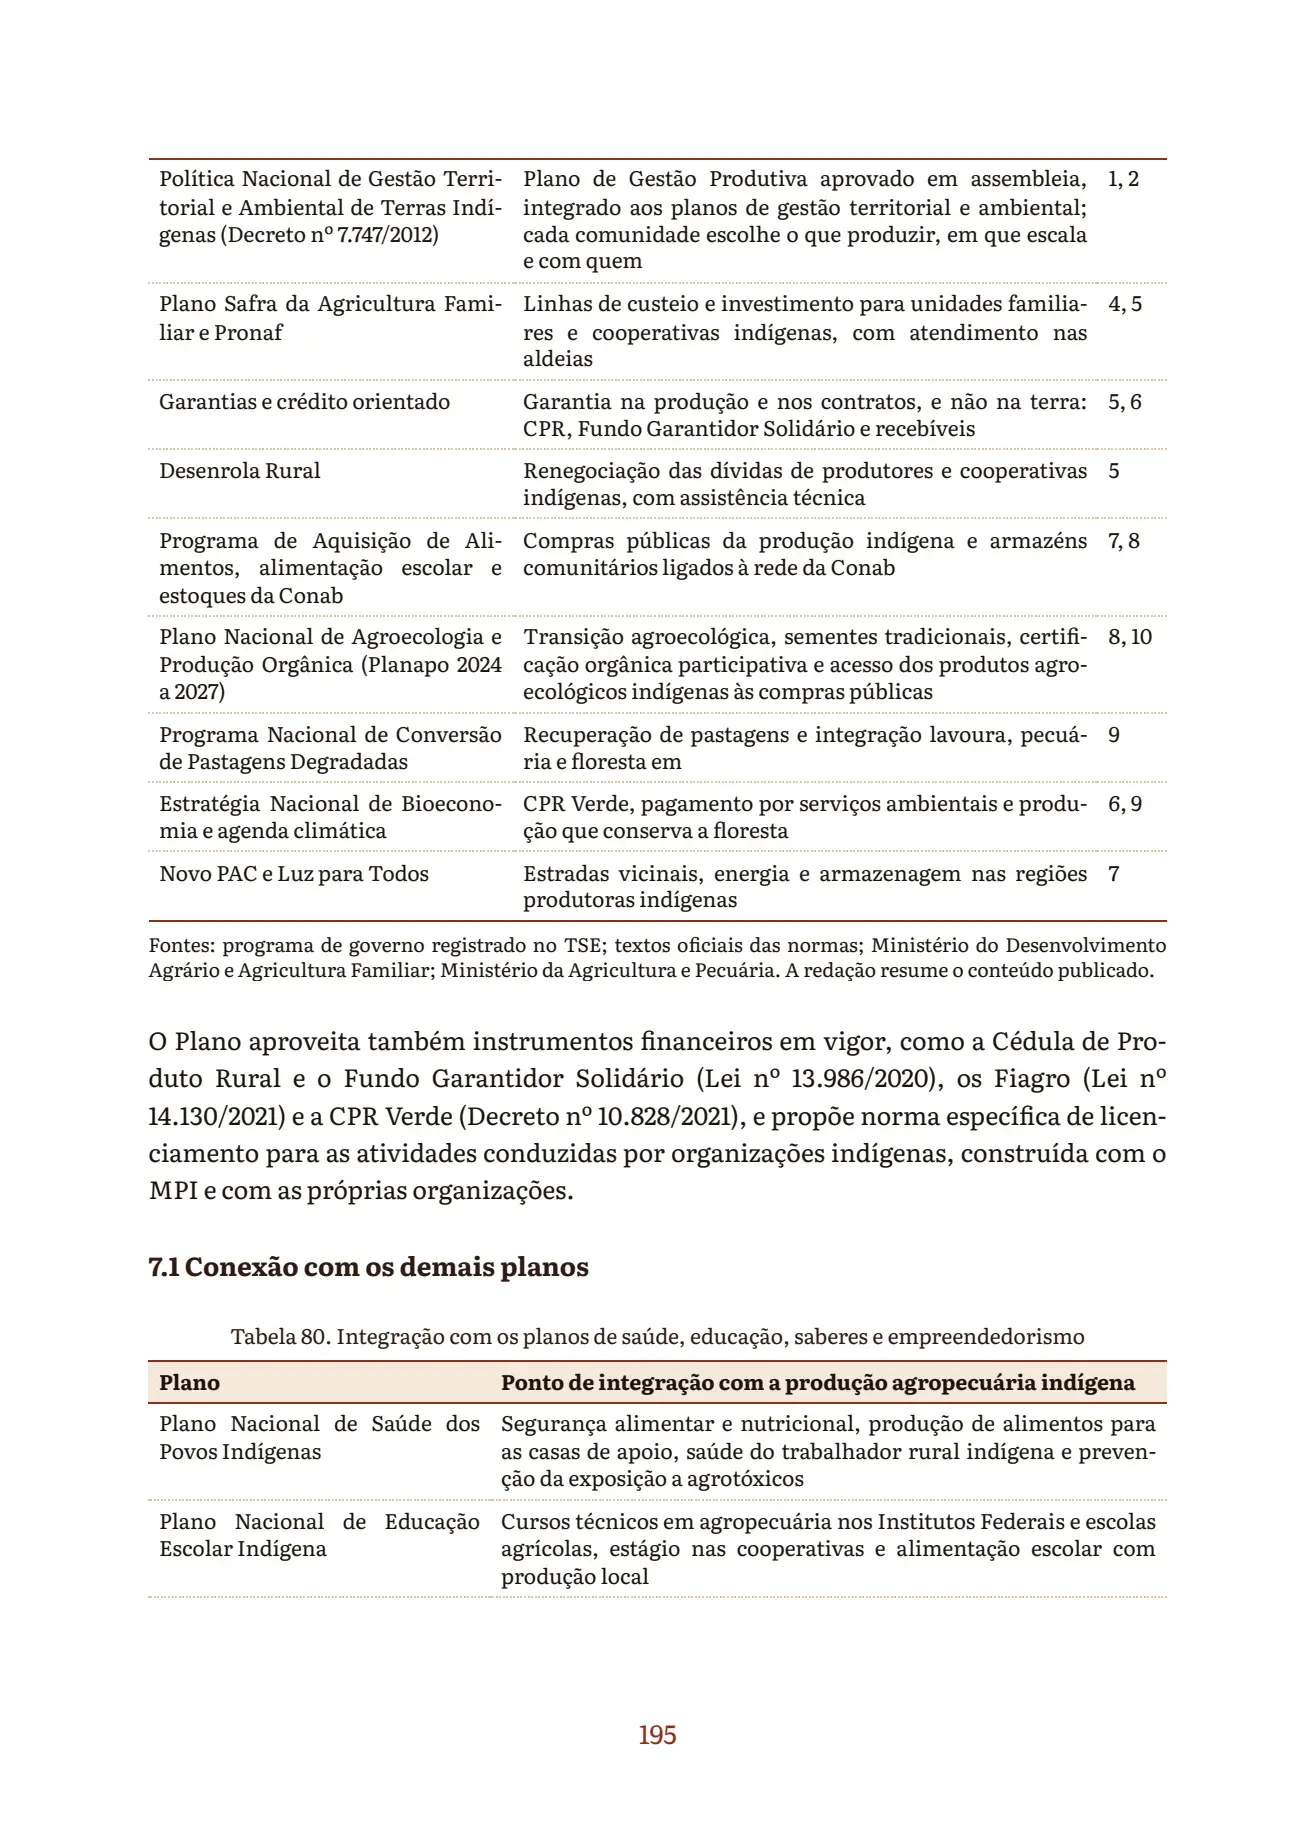 Política Nacional de Gestão Terri- Plano de Gestão Produtiva aprovado em assembleia, 1, 2
torial e Ambiental de Terras Indí- integrado aos planos de gestão territorial e ambiental;
genas (Decreto nº 7.747/2012) cada comunidade escolhe o que produzir, em que escala
e com quem
Plano Safra da Agricultura Fami- Linhas de custeio e investimento para unidades familia- 4, 5
liar e Pronaf res e cooperativas indígenas, com atendimento nas
aldeias
Garantias e crédito orientado Garantia na produção e nos contratos, e não na terra: 5, 6
CPR, Fundo Garantidor Solidário e recebíveis
Desenrola Rural Renegociação das dívidas de produtores e cooperativas 5
indígenas, com assistência técnica
Programa de Aquisição de Ali- Compras públicas da produção indígena e armazéns 7, 8
mentos, alimentação escolar e comunitários ligados à rede da Conab
estoques da Conab
Plano Nacional de Agroecologia e Transição agroecológica, sementes tradicionais, certifi- 8, 10
Produção Orgânica (Planapo 2024 cação orgânica participativa e acesso dos produtos agro-
a 2027) ecológicos indígenas às compras públicas
Programa Nacional de Conversão Recuperação de pastagens e integração lavoura, pecuá- 9
de Pastagens Degradadas ria e floresta em
Estratégia Nacional de Bioecono- CPR Verde, pagamento por serviços ambientais e produ- 6, 9
mia e agenda climática ção que conserva a floresta
Novo PAC e Luz para Todos Estradas vicinais, energia e armazenagem nas regiões 7
produtoras indígenas
Fontes: programa de governo registrado no TSE; textos oficiais das normas; Ministério do Desenvolvimento
Agrário e Agricultura Familiar; Ministério da Agricultura e Pecuária. A redação resume o conteúdo publicado.
O Plano aproveita também instrumentos financeiros em vigor, como a Cédula de Pro-
duto Rural e o Fundo Garantidor Solidário (Lei nº 13.986/2020), os Fiagro (Lei nº
14.130/2021) e a CPR Verde (Decreto nº 10.828/2021), e propõe norma específica de licen-
ciamento para as atividades conduzidas por organizações indígenas, construída com o
MPI e com as próprias organizações.
7.1 Conexão com os demais planos
Tabela 80. Integração com os planos de saúde, educação, saberes e empreendedorismo
Plano Ponto de integração com a produção agropecuária indígena
Plano Nacional de Saúde dos Segurança alimentar e nutricional, produção de alimentos para
Povos Indígenas as casas de apoio, saúde do trabalhador rural indígena e preven-
ção da exposição a agrotóxicos
Plano Nacional de Educação Cursos técnicos em agropecuária nos Institutos Federais e escolas
Escolar Indígena agrícolas, estágio nas cooperativas e alimentação escolar com
produção local
195